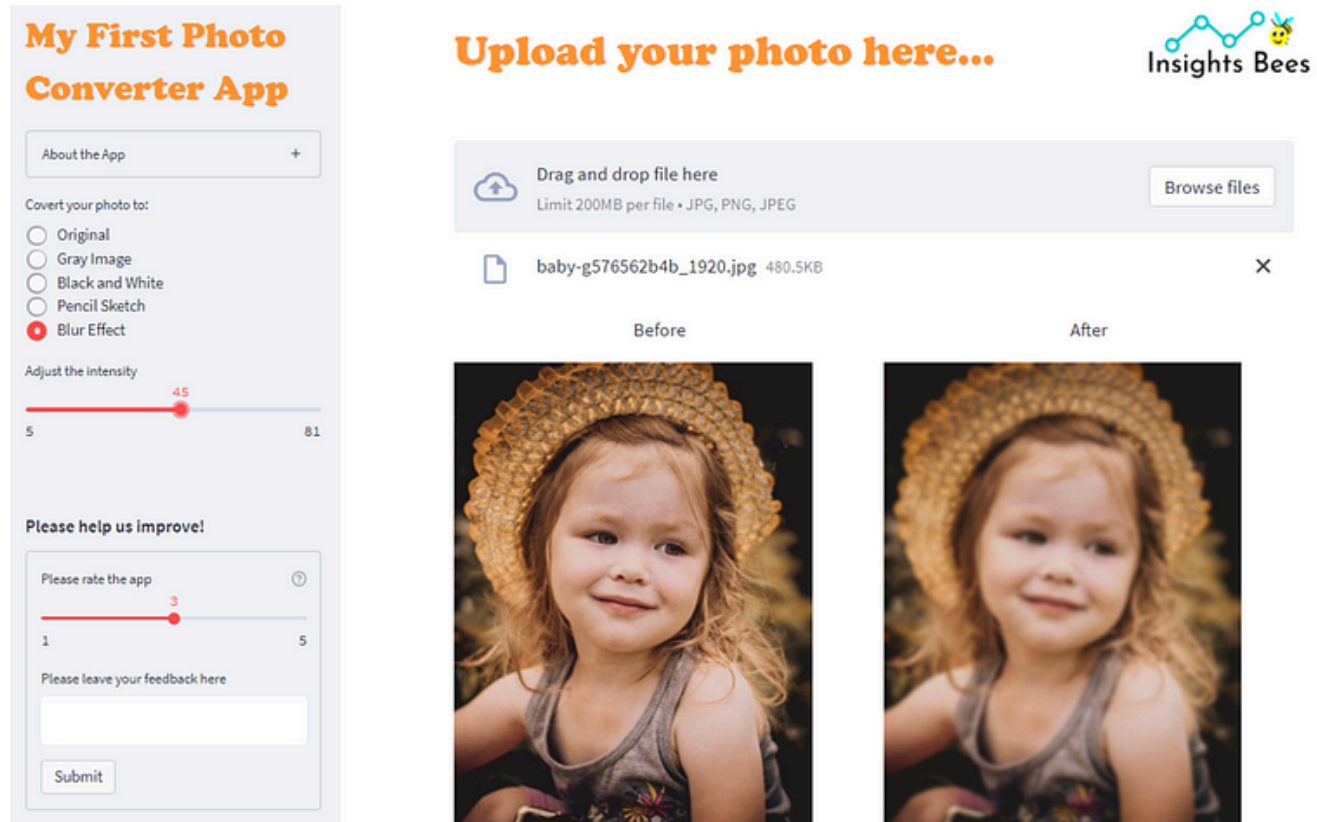 My First Photo
Converter App
About the App +
Covert your photo to:
Original
Gray Image
Black and White
Pencil Sketch
Blur Effect
Adjust the intensity
45
5 81
Please help us improve!
Please rate the app ?
3
1 5
Please leave your feedback here
Submit
Upload your photo here...
Insights Bees
Drag and drop file here
Limit 200MB per file • JPG, PNG, JPEG
Browse files
baby-g576562b4b_1920.jpg 480.5KB
Before After